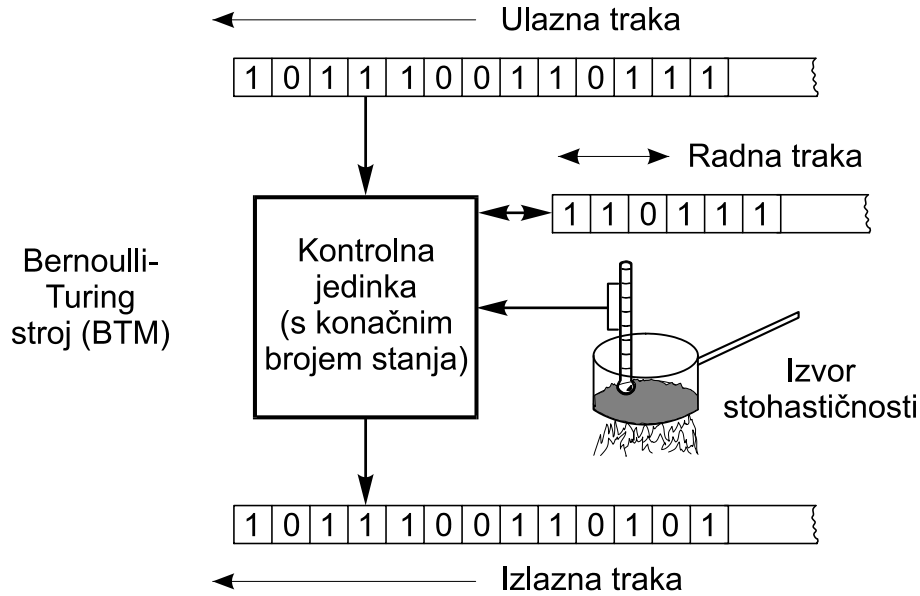 Ulazna traka
1 0 1 1 1 0 0 1 1 0 1 1 1
Radna traka
1 1 0 1 1 1
Bernoulli-
Turing
stroj (BTM)
Kontrolna
jedinka
(s konačnim
brojem stanja)
Izvor
stohastičnosti
1 0 1 1 1 0 0 1 1 0 1 0 1
Izlazna traka